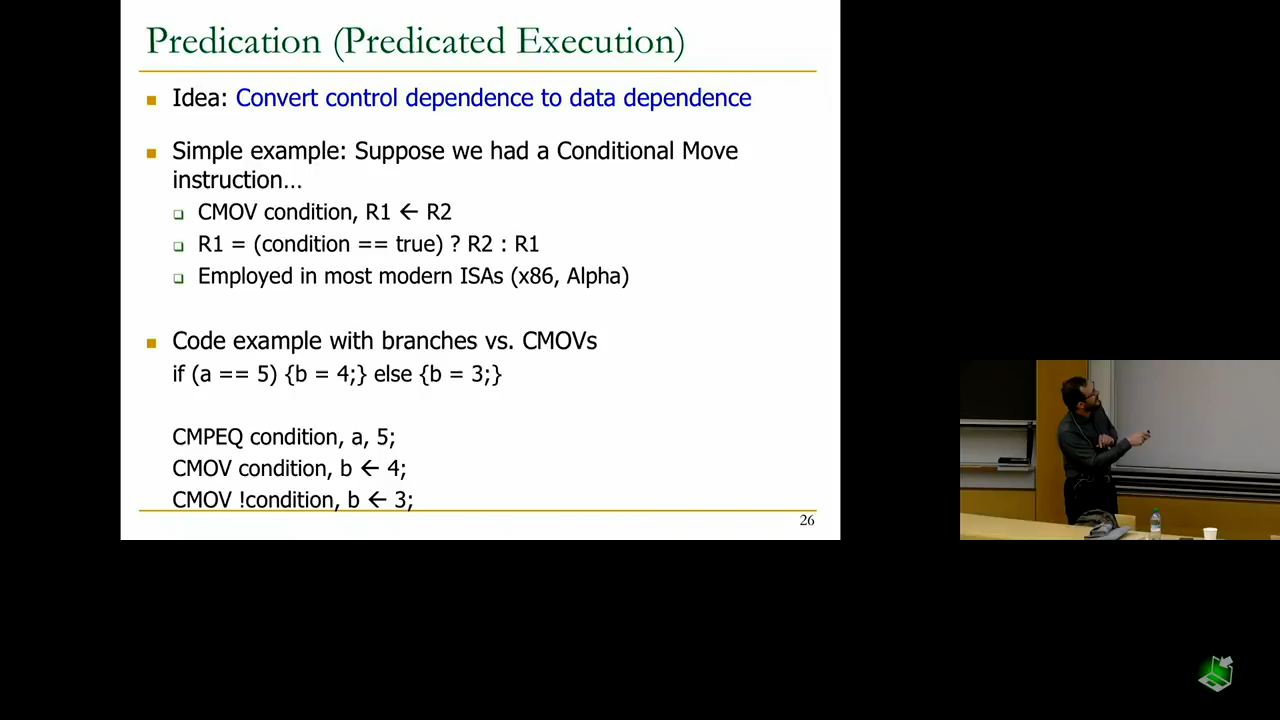 Predication (Predicated Execution)
Idea: Convert control dependence to data dependence
Simple example: Suppose we had a Conditional Move
instruction…
CMOV condition, R1 ← R2
R1 = (condition == true) ? R2 : R1
Employed in most modern ISAs (x86, Alpha)
Code example with branches vs. CMOVs
if (a == 5) {b = 4;} else {b = 3;}
CMPEQ condition, a, 5;
CMOV condition, b ← 4;
CMOV !condition, b ← 3;
26